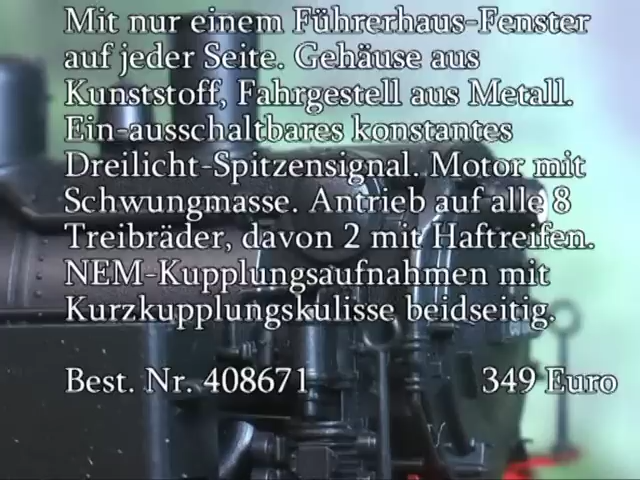 Mit nur einem Führerhaus-Fenster
auf jeder Seite. Gehäuse aus
Kunststoff, Fahrgestell aus Metall.
Ein-ausschaltbares konstantes
Dreilicht-Spitzensignal. Motor mit
Schwungmasse. Antrieb auf alle 8
Treibräder, davon 2 mit Haftreifen.
NEM-Kupplungsaufnahmen mit
Kurzkupplungskulisse beidseitig.
Best. Nr. 408671 349 Euro